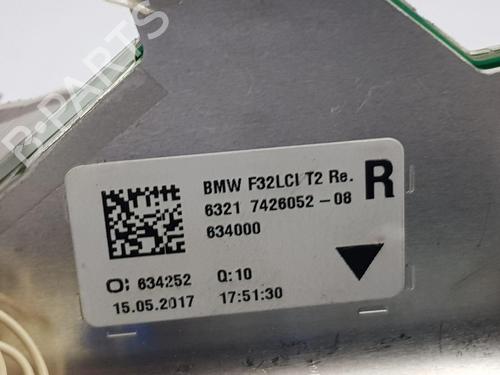 B-PARTS
BMW F32LCI T2 Re.
R
6321 7426052-08
634000
O: 634252 Q:10
15.05.2017 17:51:30